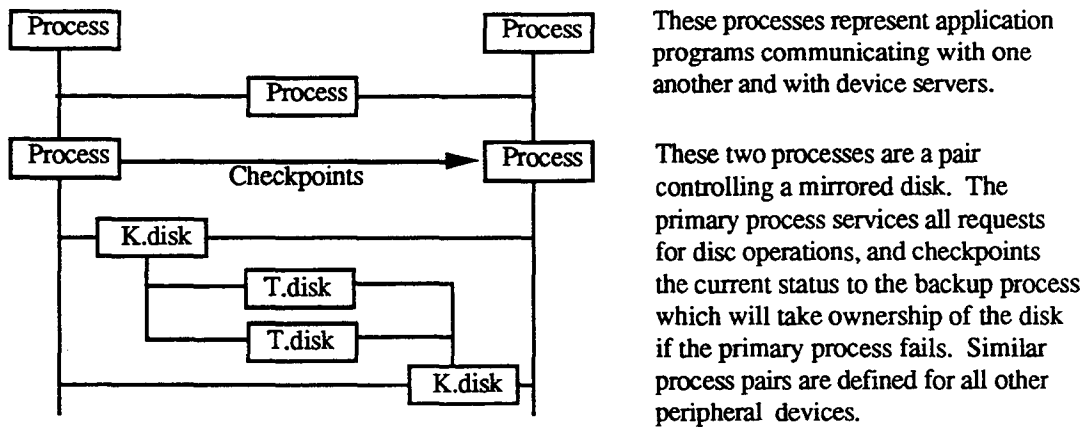 Process
Process
These processes represent application
programs communicating with one
another and with device servers.
Process
Process
Process
Checkpoints
These two processes are a pair
controlling a mirrored disk. The
primary process services all requests
for disc operations, and checkpoints
the current status to the backup process
which will take ownership of the disk
if the primary process fails. Similar
process pairs are defined for all other
peripheral devices.
K.disk
T.disk
T.disk
K.disk